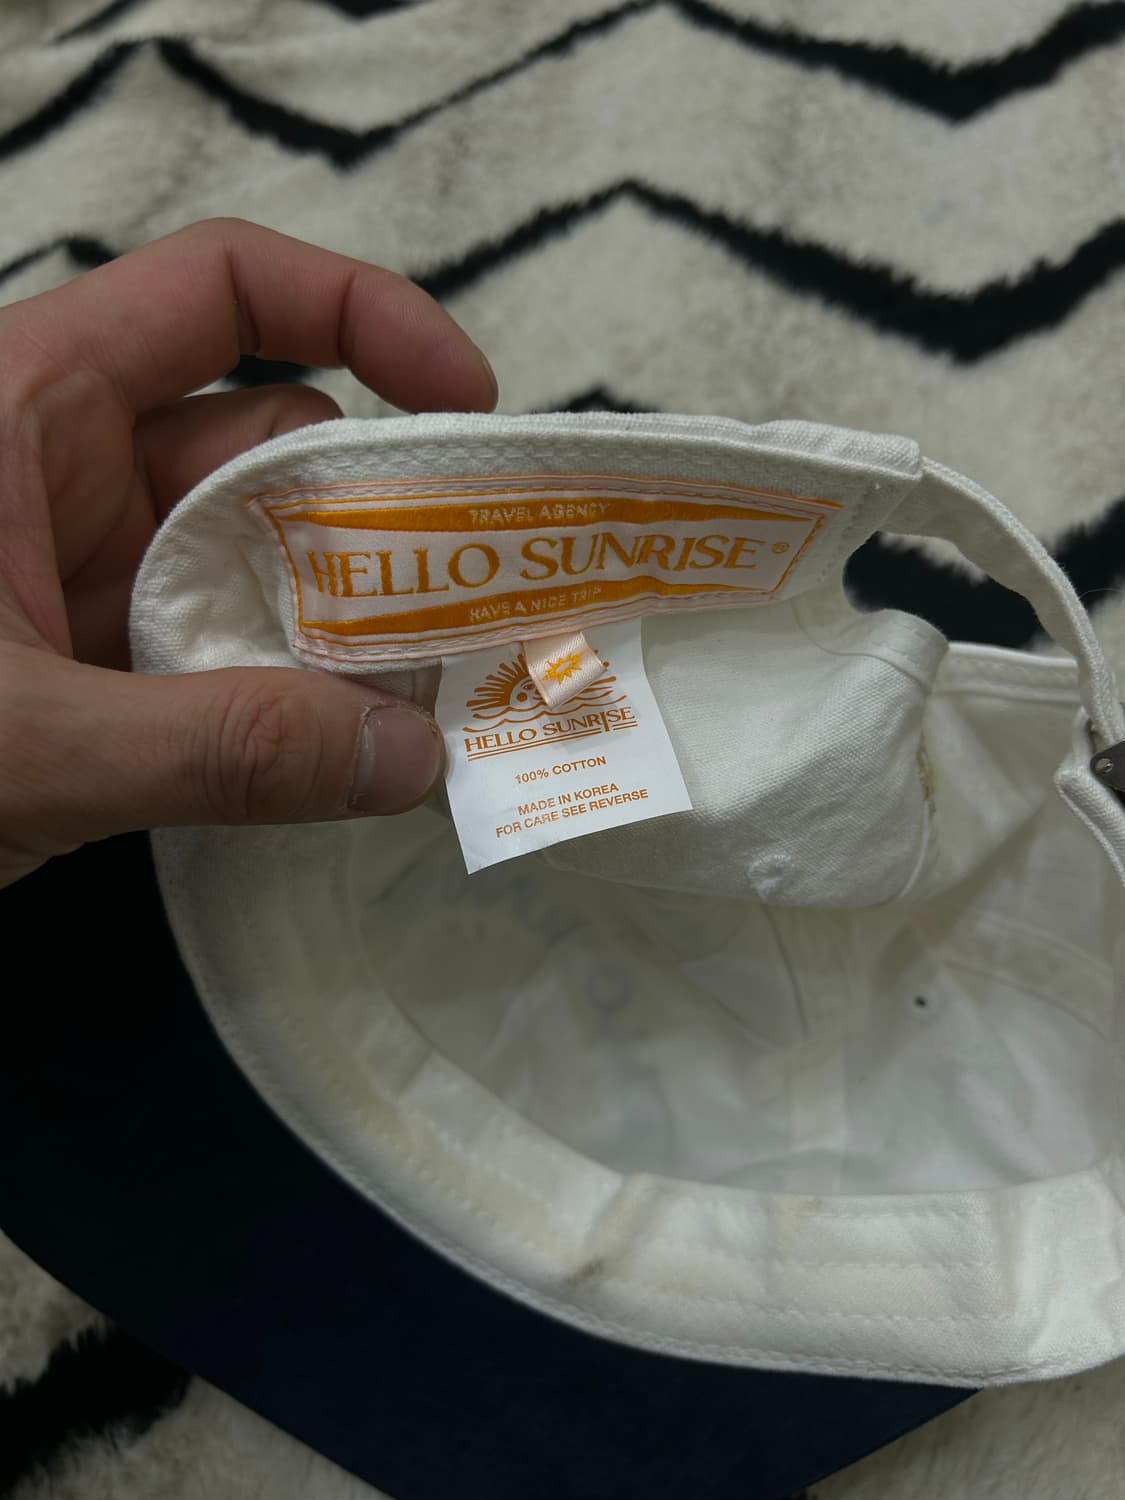 TRAVEL AGENCY
HELLO SUNRISE®
HAVE A NICE TRIP
HELLO SUNRISE
100% COTTON
MADE IN KOREA
FOR CARE SEE REVERSE